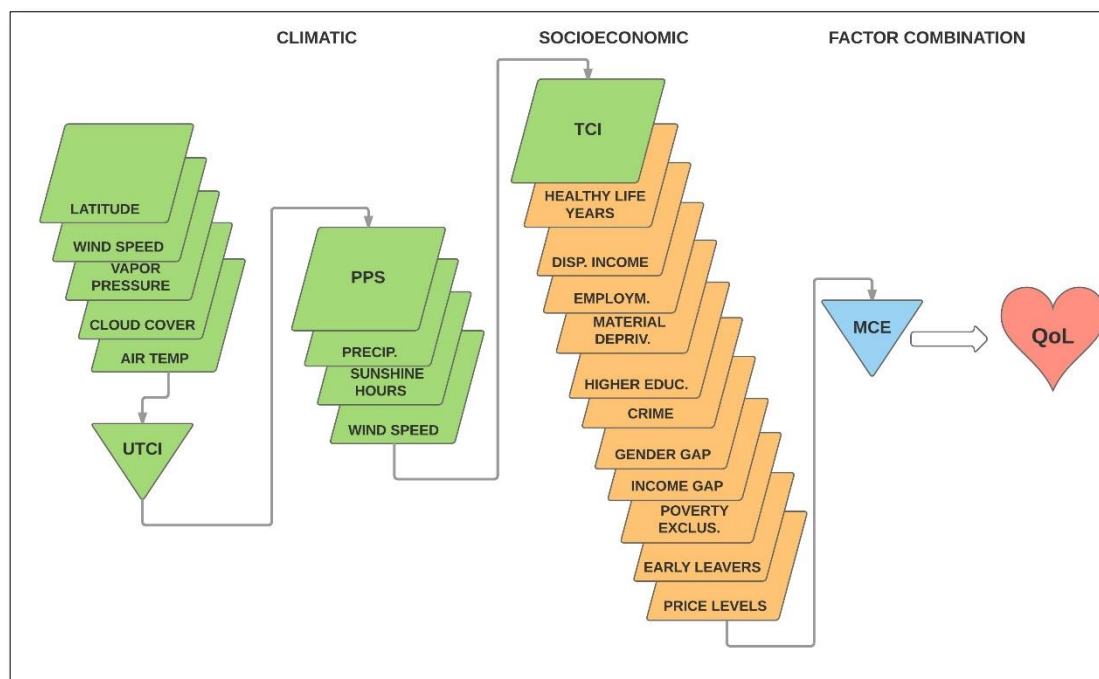 CLIMATIC
SOCIOECONOMIC
FACTOR COMBINATION
LATITUDE
WIND SPEED
VAPOR
PRESSURE
CLOUD COVER
AIR TEMP
UTCI
PPS
PRECIP.
SUNSHINE
HOURS
WIND SPEED
TCI
HEALTHY LIFE
YEARS
DISP. INCOME
EMPLOYM.
MATERIAL
DEPRIV.
HIGHER EDUC.
CRIME
GENDER GAP
INCOME GAP
POVERTY
EXCLUS.
EARLY LEAVERS
PRICE LEVELS
MCE
QoL